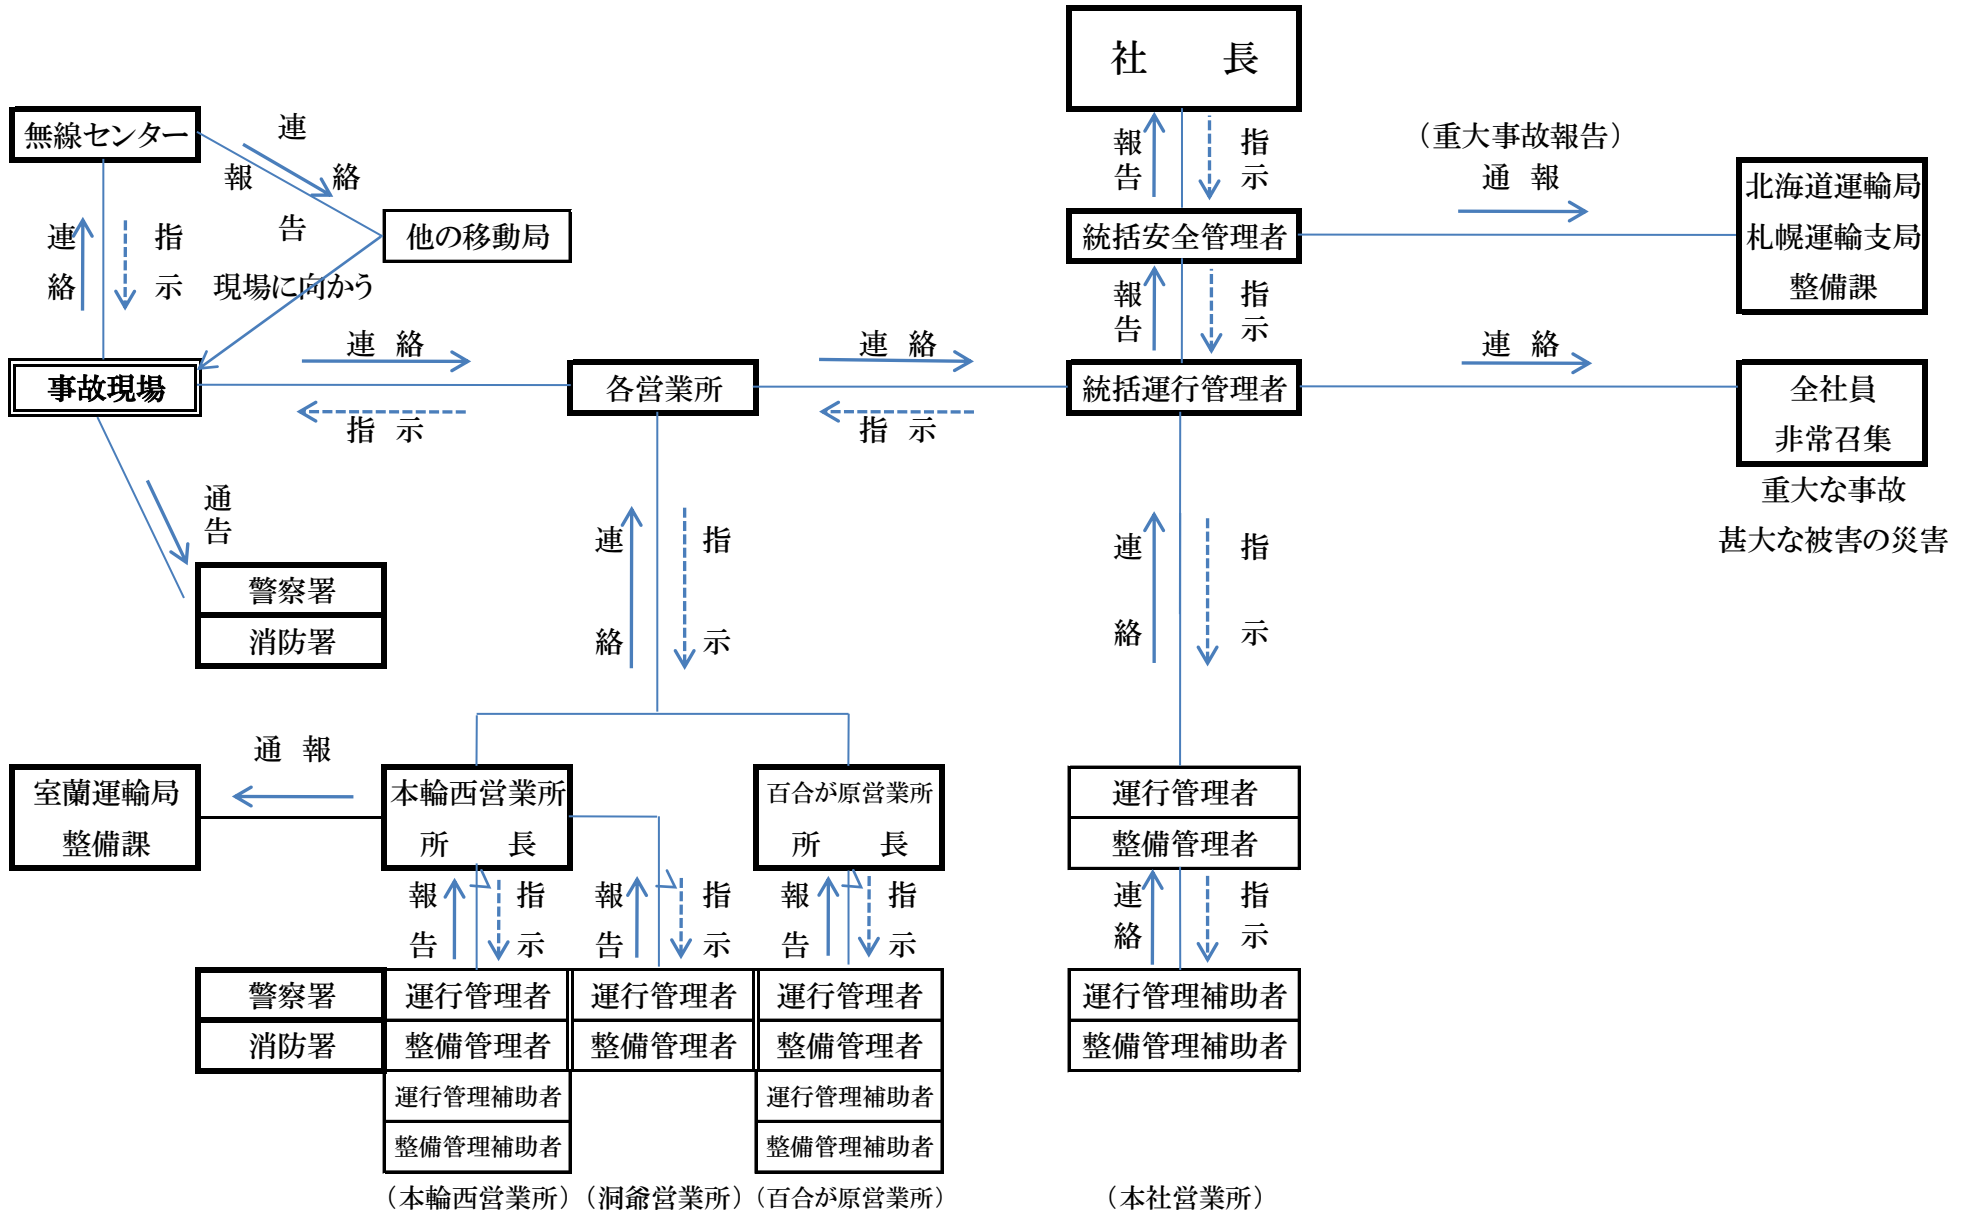 社　　長
無線センター
連
絡
報
告
報
告
指
示
（重大事故報告）
通 報
北海道運輸局
札幌運輸支局
整備課
他の移動局
統括安全管理者
連
絡
指
示
現場に向かう
報
告
指
示
連 絡
連 絡
連 絡
事故現場
各営業所
統括運行管理者
全社員
非常召集
指 示
指 示
重大な事故
甚大な被害の災害
通
告
連
絡
指
示
連
絡
指
示
警察署
消防署
通 報
室蘭運輸局
整備課
本輪西営業所
所　　長
百合が原営業所
所　　長
運行管理者
整備管理者
報
告
指
示
報
告
指
示
報
告
指
示
連
絡
指
示
警察署
消防署
運行管理者
整備管理者
運行管理補助者
整備管理補助者
（本輪西営業所）
運行管理者
整備管理者
（洞爺営業所）
運行管理者
整備管理者
運行管理補助者
整備管理補助者
（百合が原営業所）
運行管理補助者
整備管理補助者
（本社営業所）